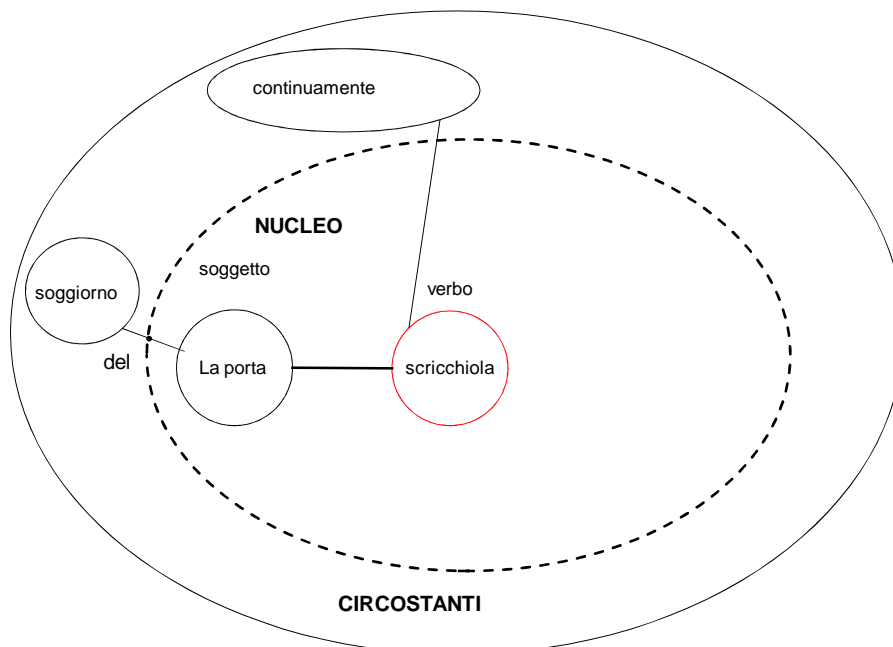 continuamente
NUCLEO
soggetto
soggiorno
verbo
del
La porta
scricchiola
CIRCOSTANTI